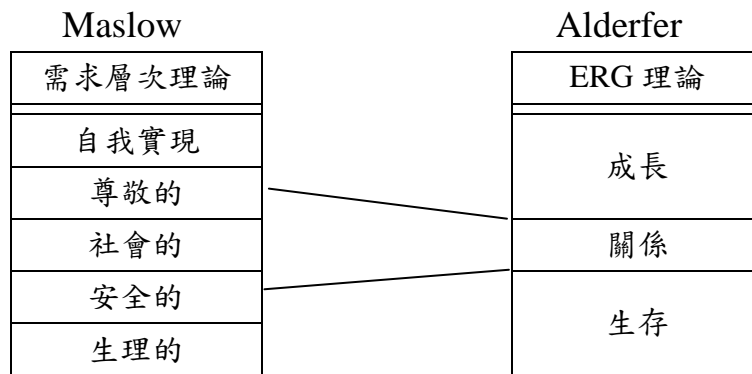 Maslow
需求層次理論
自我實現
尊敬的
社會的
安全的
生理的
Alderfer
ERG 理論
成長
關係
生存